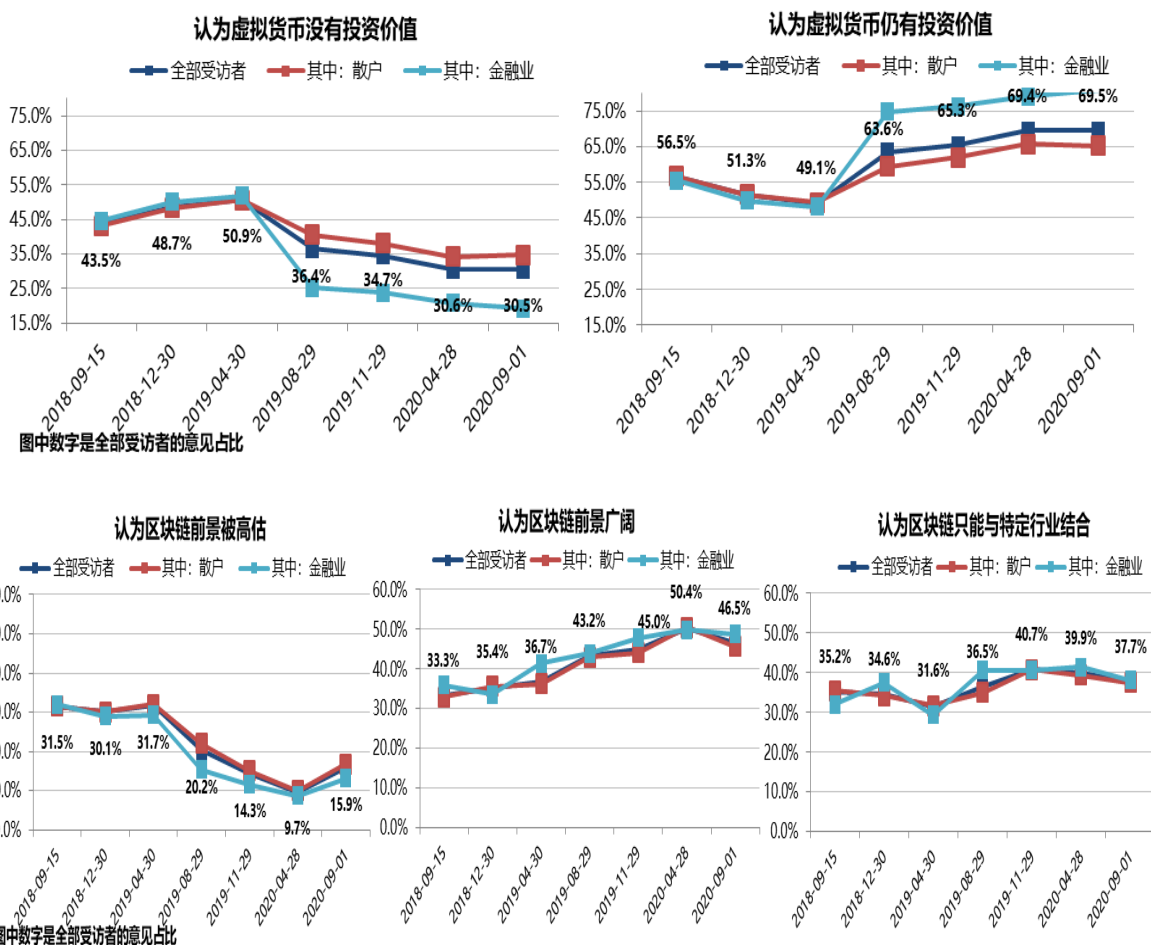 认为虚拟货币没有投资价值
全部受访者 其中：散户 其中：金融业
75.0%
65.0%
55.0%
45.0%
35.0%
25.0%
15.0%
43.5% 48.7% 50.9% 36.4% 34.7% 30.6% 30.5%
2018-09-15 2018-12-30 2019-04-30 2019-08-29 2019-11-29 2020-04-28 2020-09-01
图中数字是全部受访者的意见占比
认为虚拟货币仍有投资价值
全部受访者 其中：散户 其中：金融业
75.0%
65.0%
55.0%
45.0%
35.0%
25.0%
15.0%
56.5% 51.3% 49.1% 63.6% 65.3% 69.4% 69.5%
2018-09-15 2018-12-30 2019-04-30 2019-08-29 2019-11-29 2020-04-28 2020-09-01
认为区块链前景被高估
全部受访者 其中：散户 其中：金融业
0.0%
0.0%
0.0%
0.0%
0.0%
0.0%
0.0%
31.5% 30.1% 31.7% 20.2% 14.3% 9.7% 15.9%
2018-09-15 2018-12-30 2019-04-30 2019-08-29 2019-11-29 2020-04-28 2020-09-01
图中数字是全部受访者的意见占比
认为区块链前景广阔
全部受访者 其中：散户 其中：金融业
60.0%
50.0%
40.0%
30.0%
20.0%
10.0%
0.0%
33.3% 35.4% 36.7% 43.2% 45.0% 50.4% 46.5%
2018-09-15 2018-12-30 2019-04-30 2019-08-29 2019-11-29 2020-04-28 2020-09-01
认为区块链只能与特定行业结合
全部受访者 其中：散户 其中：金融业
60.0%
50.0%
40.0%
30.0%
20.0%
10.0%
0.0%
35.2% 34.6% 31.6% 36.5% 40.7% 39.9% 37.7%
2018-09-15 2018-12-30 2019-04-30 2019-08-29 2019-11-29 2020-04-28 2020-09-01